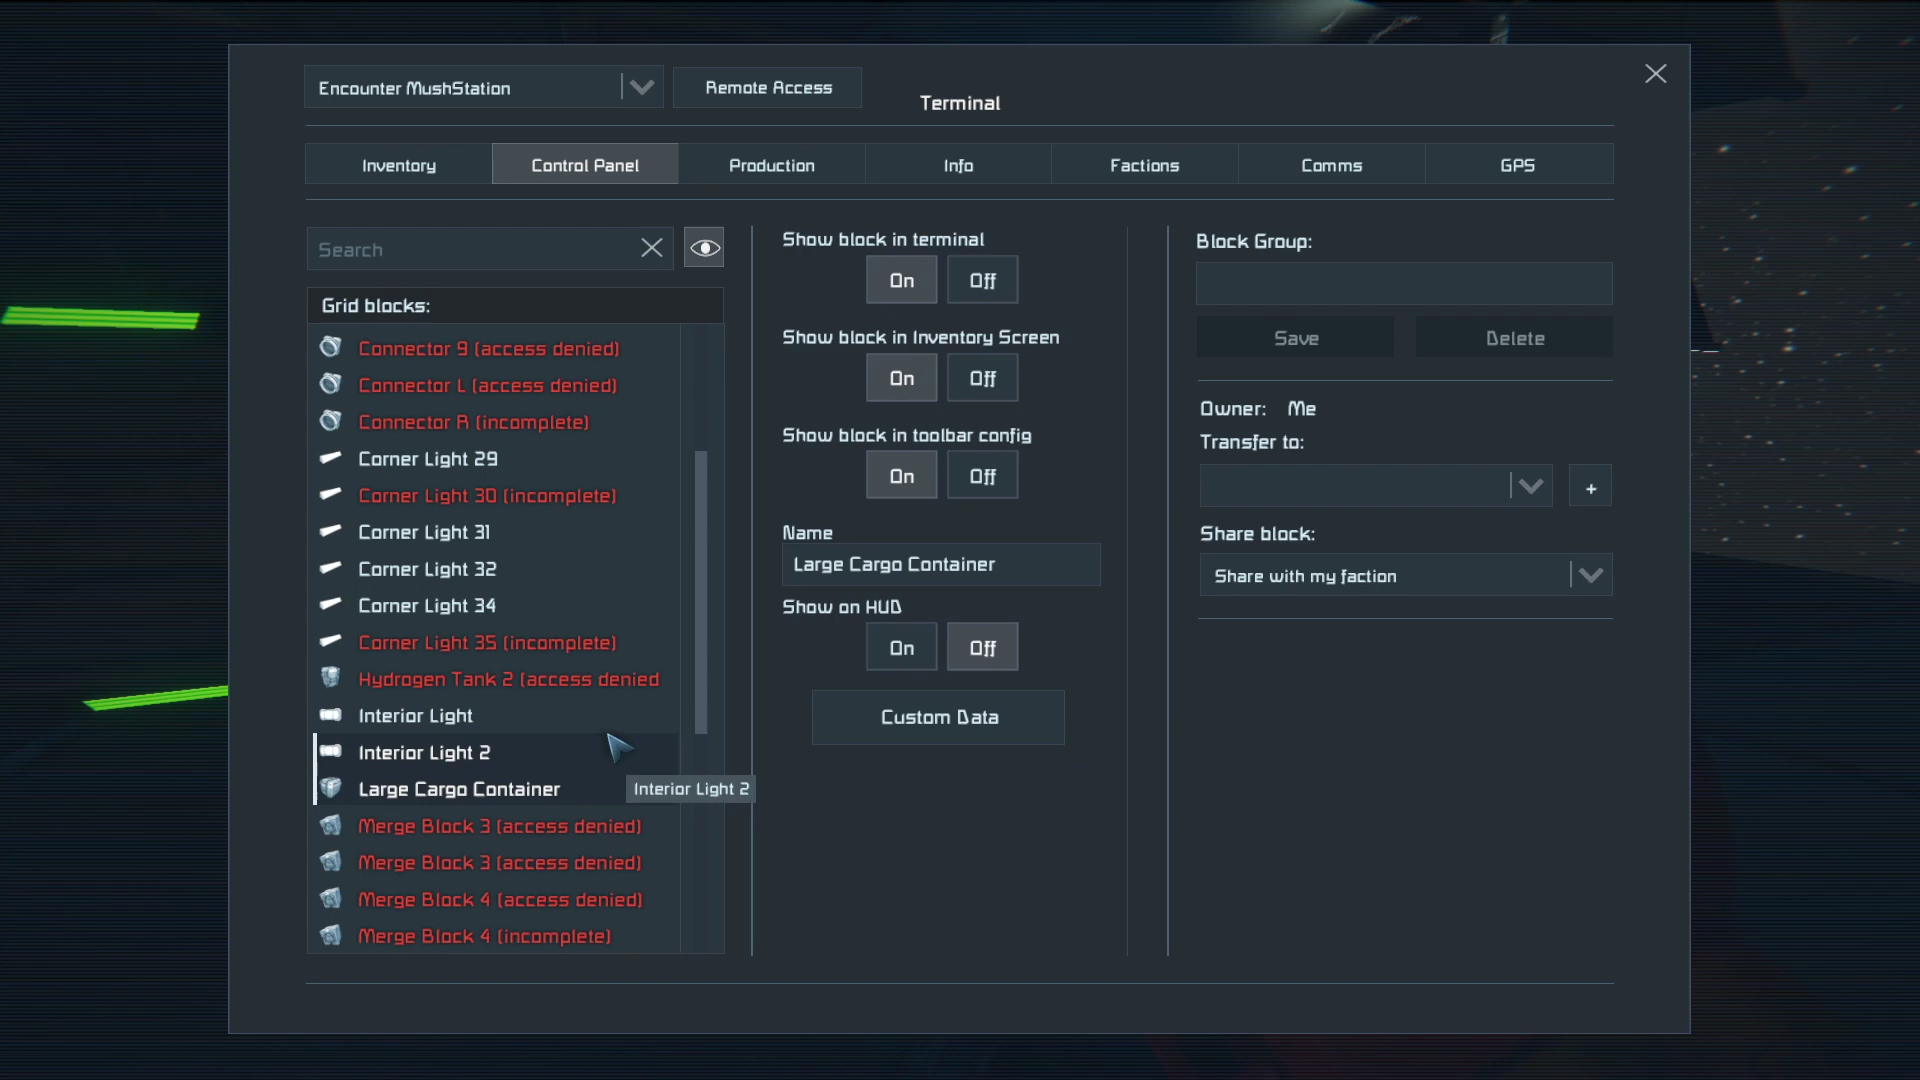 Encounter MushStation
Remote Access
Terminal
Inventory
Control Panel
Production
Info
Factions
Comms
GPS
Search
Grid blocks:
Connector 9 (access denied)
Connector L (access denied)
Connector R (incomplete)
Corner Light 29
Corner Light 30 (incomplete)
Corner Light 31
Corner Light 32
Corner Light 34
Corner Light 35 (incomplete)
Hydrogen Tank 2 (access denied
Interior Light
Interior Light 2
Large Cargo Container
Interior Light 2
Merge Block 3 (access denied)
Merge Block 3 (access denied)
Merge Block 4 (access denied)
Merge Block 4 (incomplete)
Show block in terminal
On Off
Show block in Inventory Screen
On Off
Show block in toolbar config
On Off
Name
Large Cargo Container
Show on HUD
On Off
Custom Data
Block Group:
Save Delete
Owner: Me
Transfer to:
+
Share block:
Share with my faction